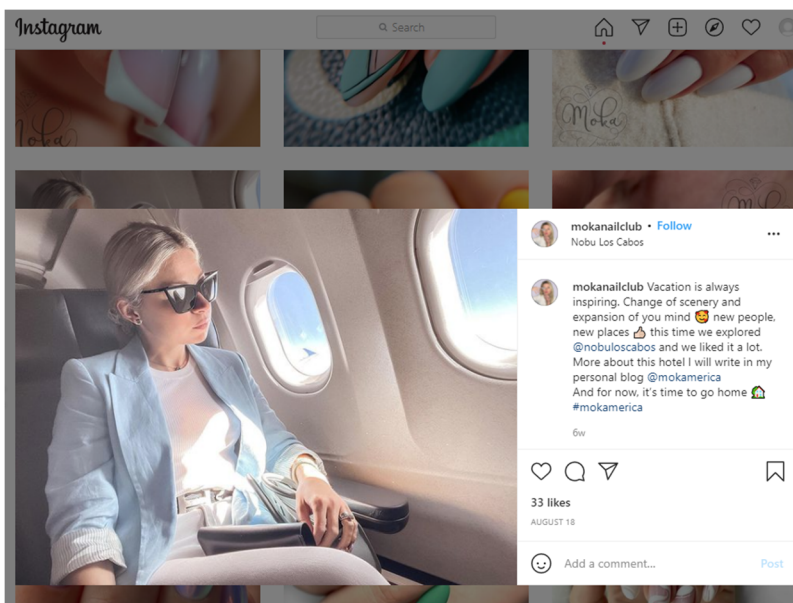 Instagram
Search
Moka
Moka
mokanailclub • Follow
Nobu Los Cabos
mokanailclub Vacation is always
inspiring. Change of scenery and
expansion of you mind 🥰 new people,
new places 👍🏻 this time we explored
@nobuloscabos and we liked it a lot.
More about this hotel I will write in my
personal blog @mokamerica
And for now, it's time to go home 🏡
#mokamerica
6w
33 likes
AUGUST 18
Add a comment... Post